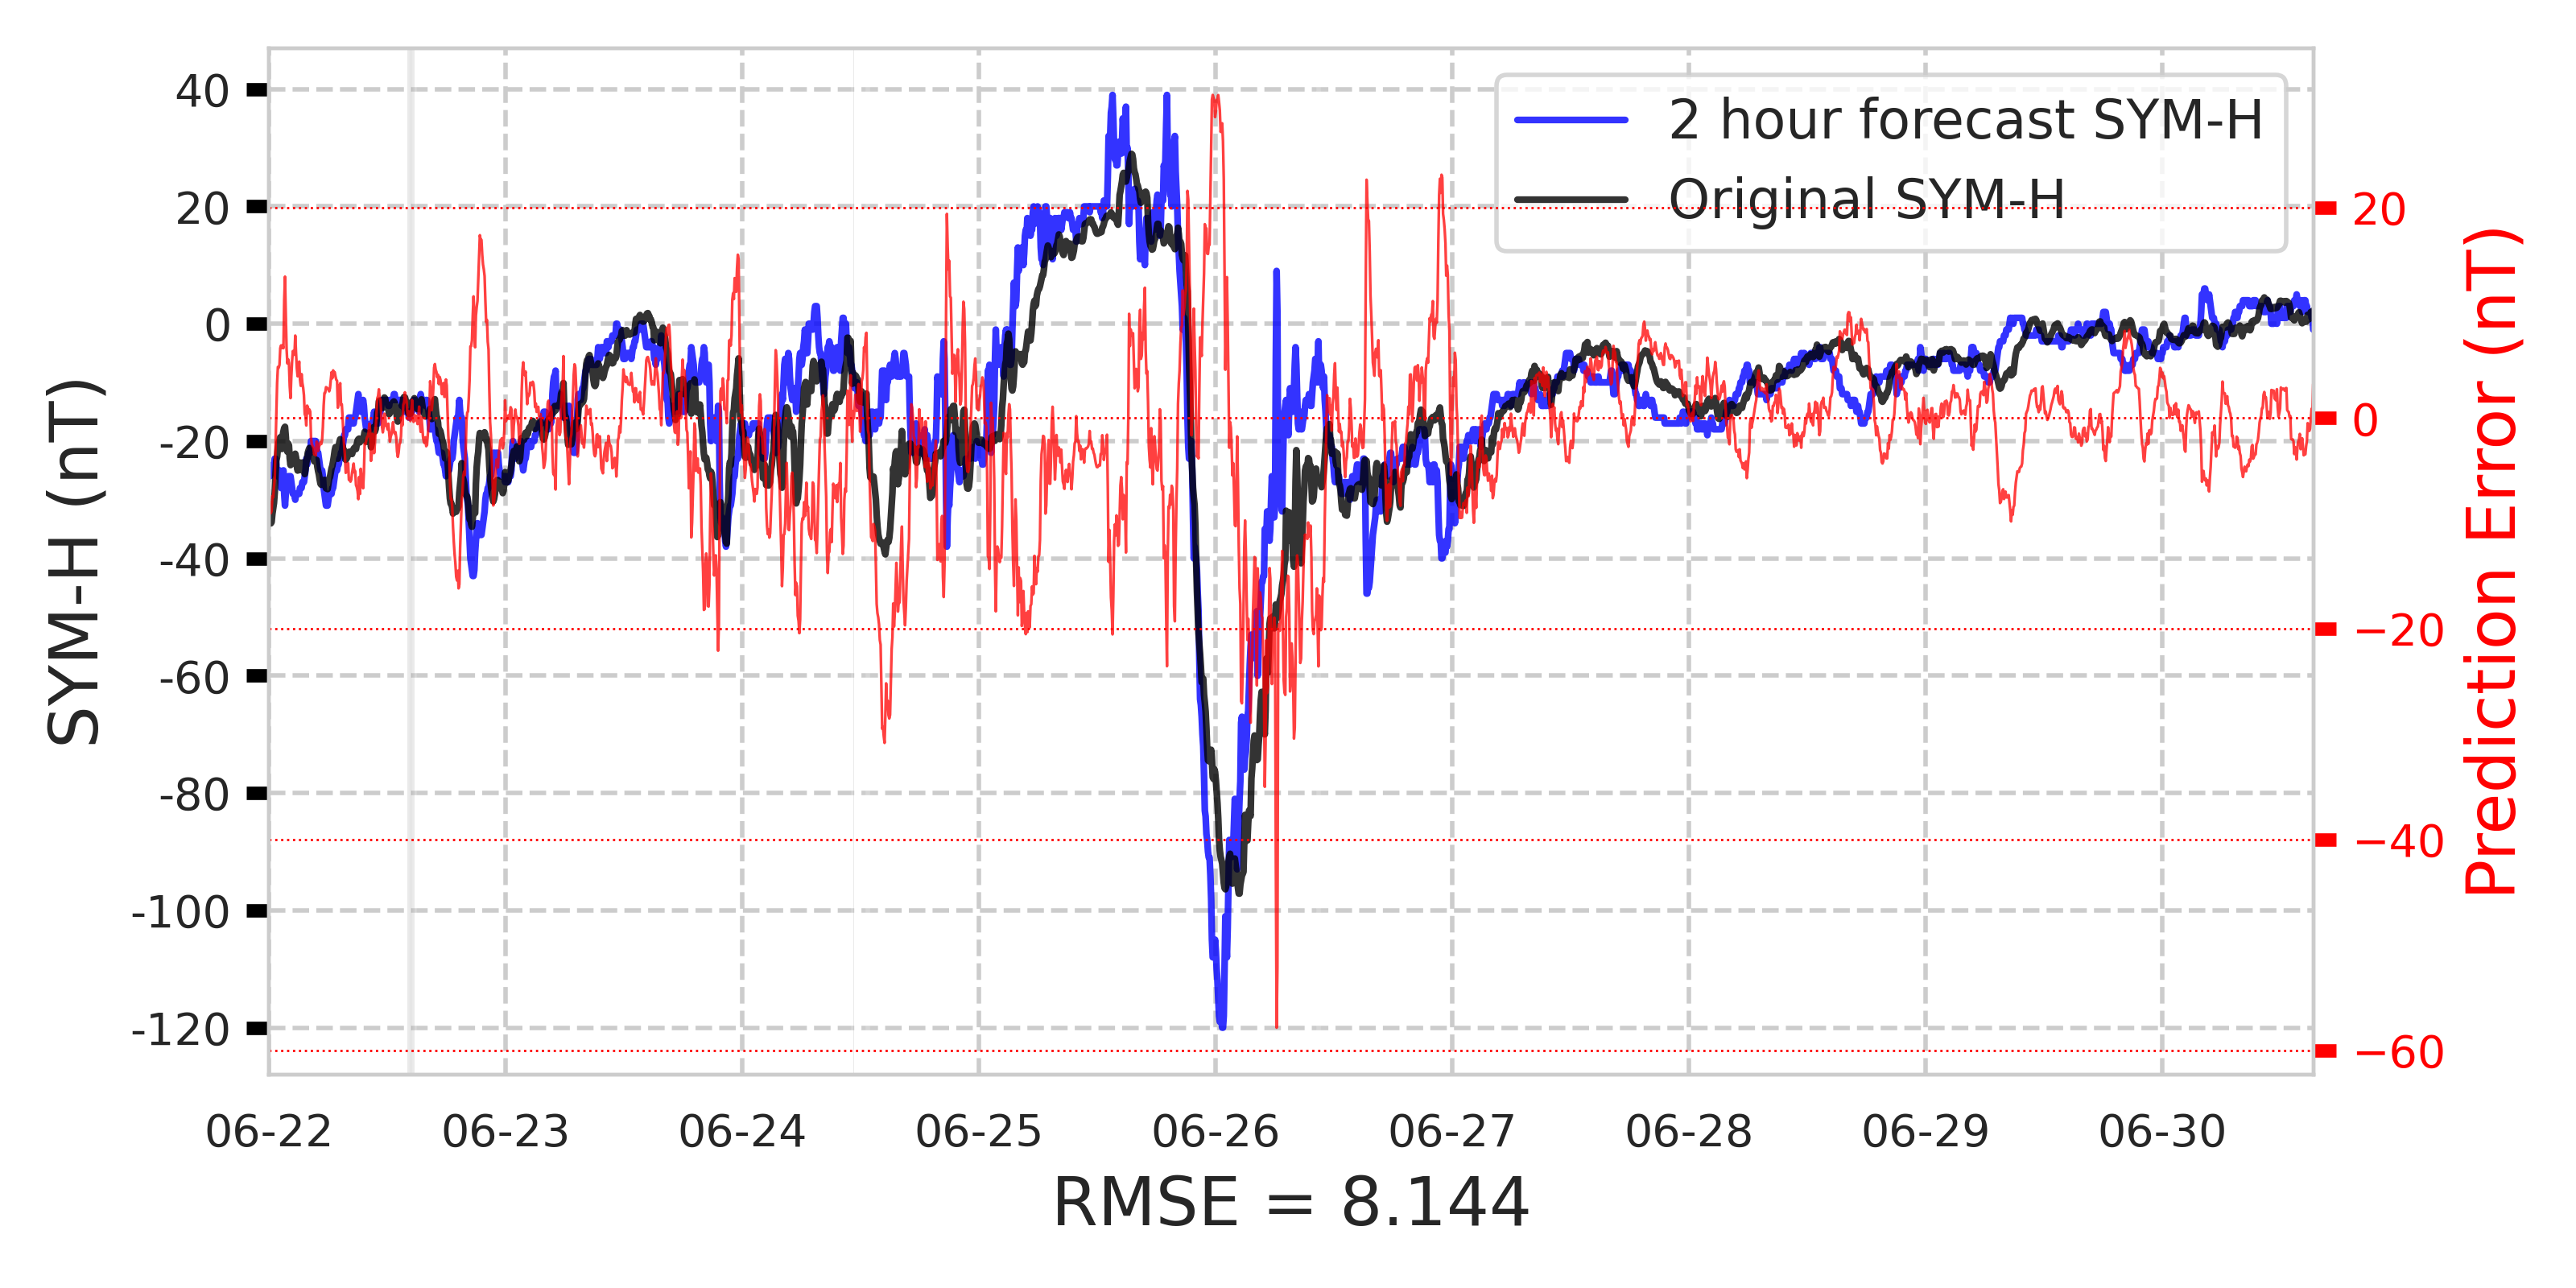 SYM-H (nT)
40
20
0
-20
-40
-60
-80
-100
-120
2 hour forecast SYM-H
Original SYM-H
20
0
−20
−40
−60
Prediction Error (nT)
06-22 06-23 06-24 06-25 06-26 06-27 06-28 06-29 06-30
RMSE = 8.144